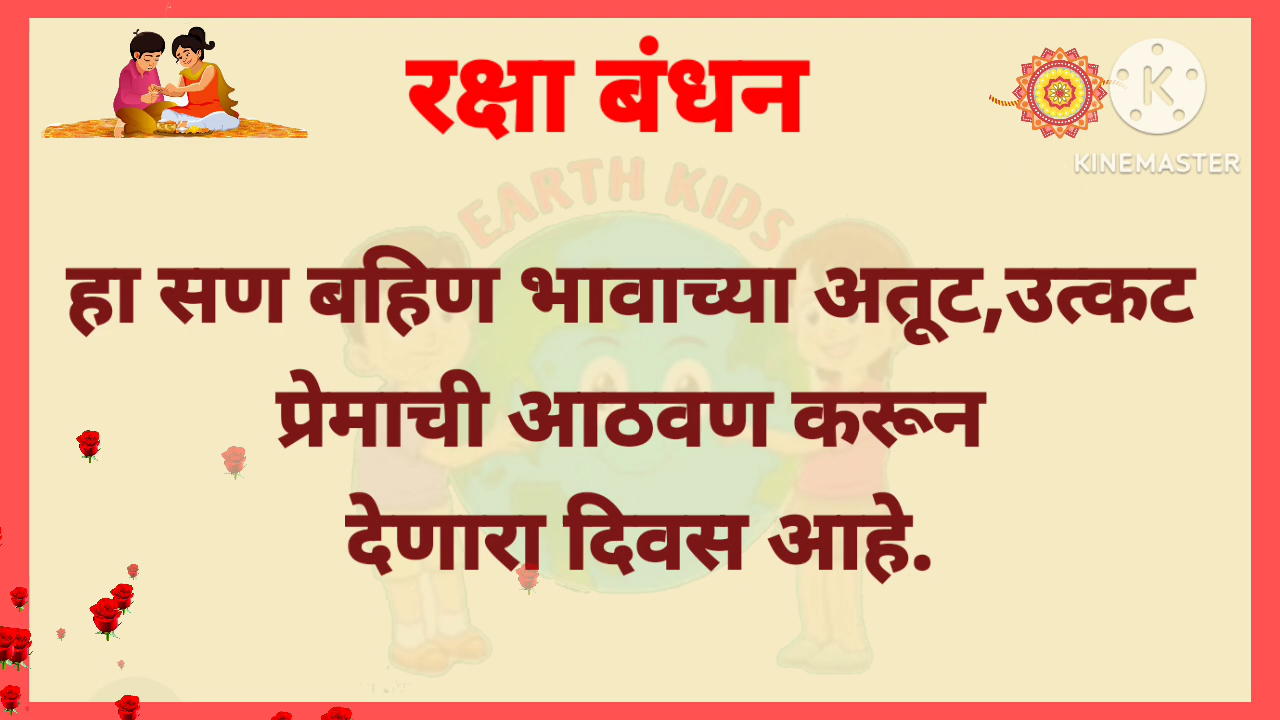 रक्षा बंधन
K
KINEMASTER
EARTH KIDS
हा सण बहिण भावाच्या अतूट,उत्कट
प्रेमाची आठवण करून
देणारा दिवस आहे.